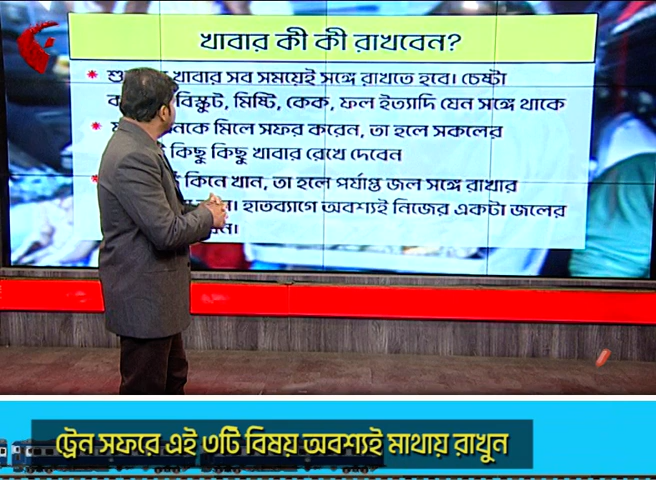 খাবার কী কী রাখবেন?
খাবার সব সময়েই সঙ্গে রাখতে হবে। চেষ্টা
বিস্কুট, মিষ্টি, কেক, ফল ইত্যাদি যেন সঙ্গে থাকে
মিলে সফর করেন, তা হলে সকলের
কিছু কিছু খাবার রেখে দেবেন
কিনে খান, তা হলে পর্যাপ্ত জল সঙ্গে রাখার
হাতব্যাগে অবশ্যই নিজের একটা জলের
ট্রেন সফরে এই ৩টি বিষয় অবশ্যই মাথায় রাখুন